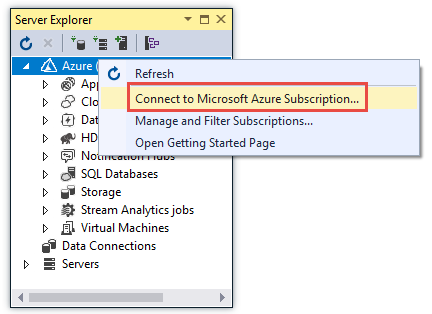 Server Explorer
Azure (
Refresh
App
Connect to Microsoft Azure Subscription...
Clo
Dat
Manage and Filter Subscriptions...
HD
Open Getting Started Page
Notification Hubs
SQL Databases
Storage
Stream Analytics jobs
Virtual Machines
Data Connections
Servers